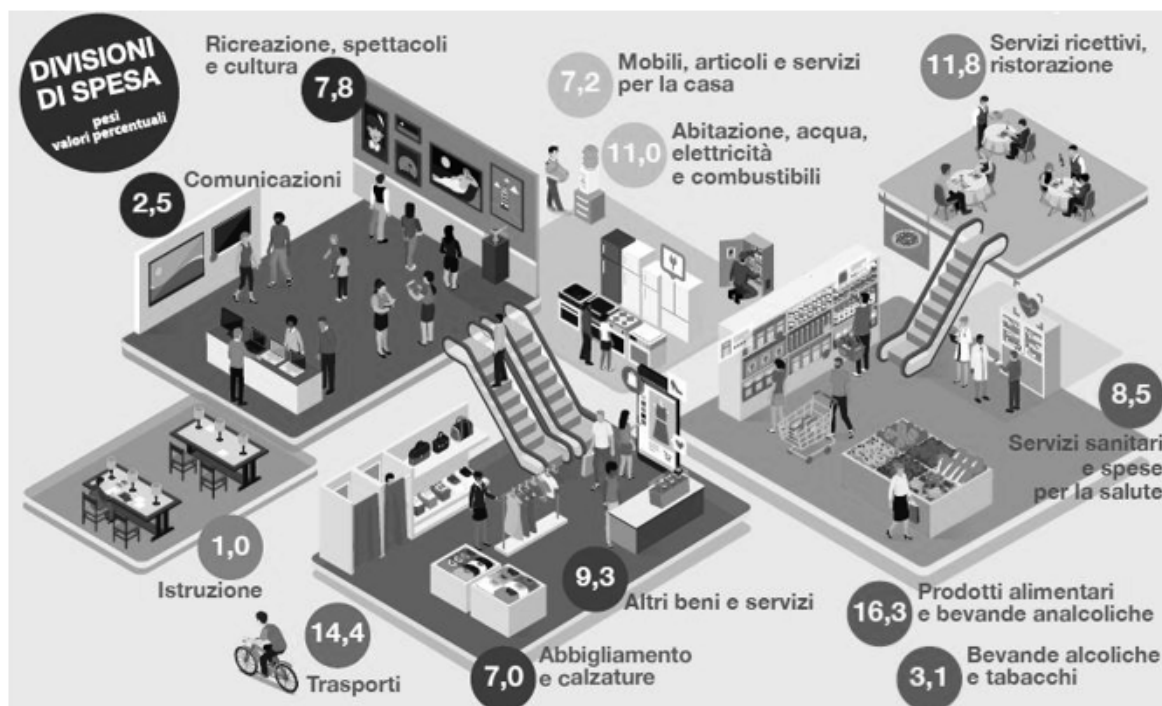 DIVISIONI
DI SPESA
pesi
valori percentuali
Ricreazione, spettacoli
e cultura
7,8
Comunicazioni
2,5
7,2
Mobili, articoli e servizi
per la casa
11,0
Abitazione, acqua,
elettricità
e combustibili
11,8
Servizi ricettivi,
ristorazione
8,5
Servizi sanitari
e spese
per la salute
1,0
Istruzione
14,4
Trasporti
9,3
Altri beni e servizi
7,0
Abbigliamento
e calzature
16,3
Prodotti alimentari
e bevande analcoliche
3,1
Bevande alcoliche
e tabacchi